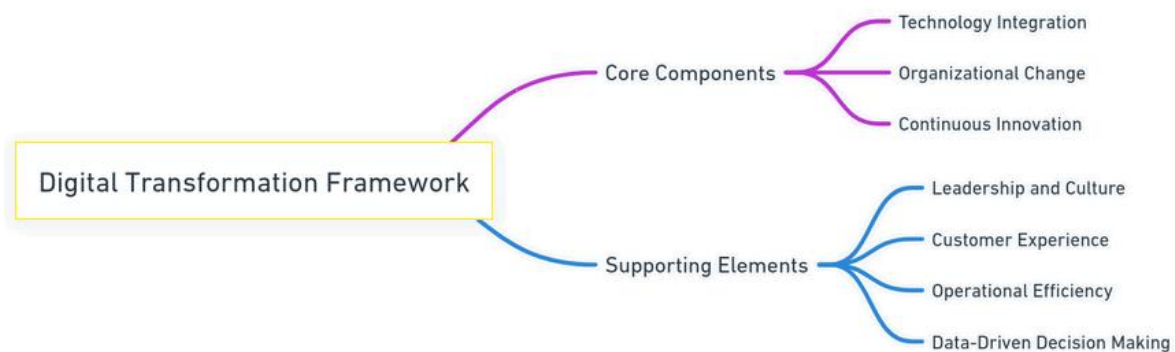 Digital Transformation Framework
Core Components
Technology Integration
Organizational Change
Continuous Innovation
Supporting Elements
Leadership and Culture
Customer Experience
Operational Efficiency
Data-Driven Decision Making